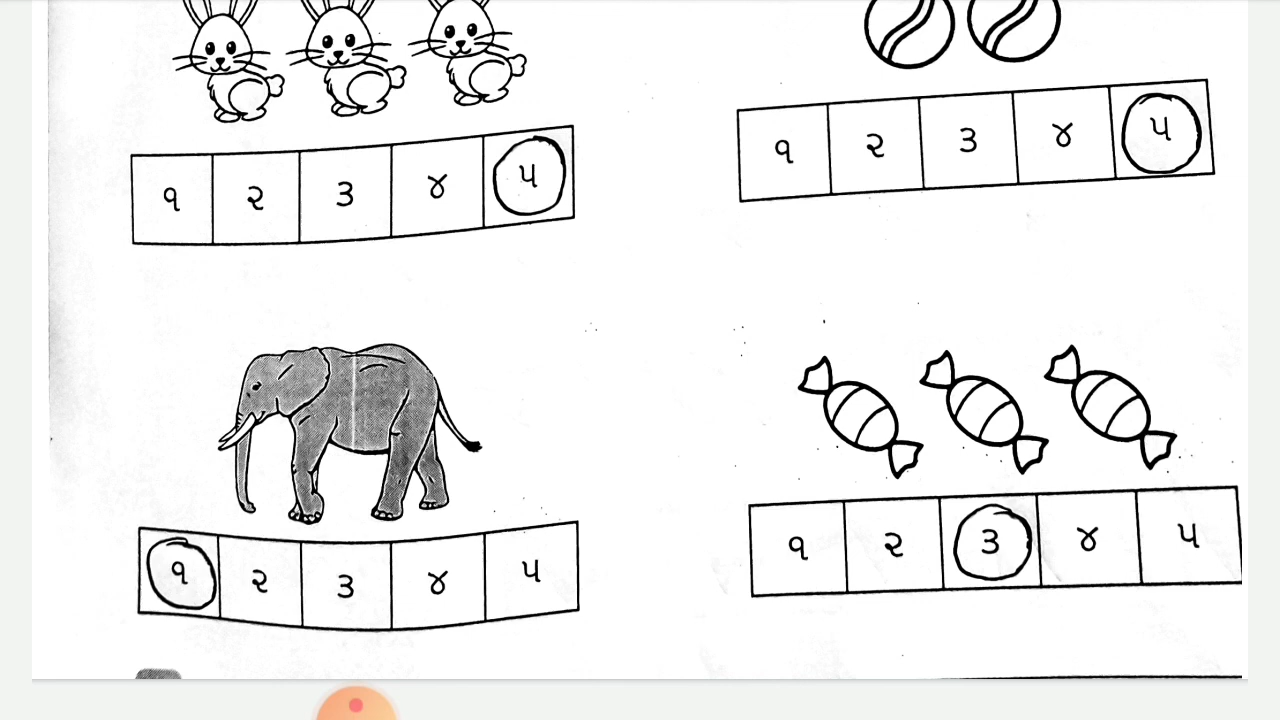 ૧ ૨ ૩ ૪ ૫
૧ ૨ ૩ ૪ ૫
૧ ૨ ૩ ૪ ૫
૧ ૨ ૩ ૪ ૫